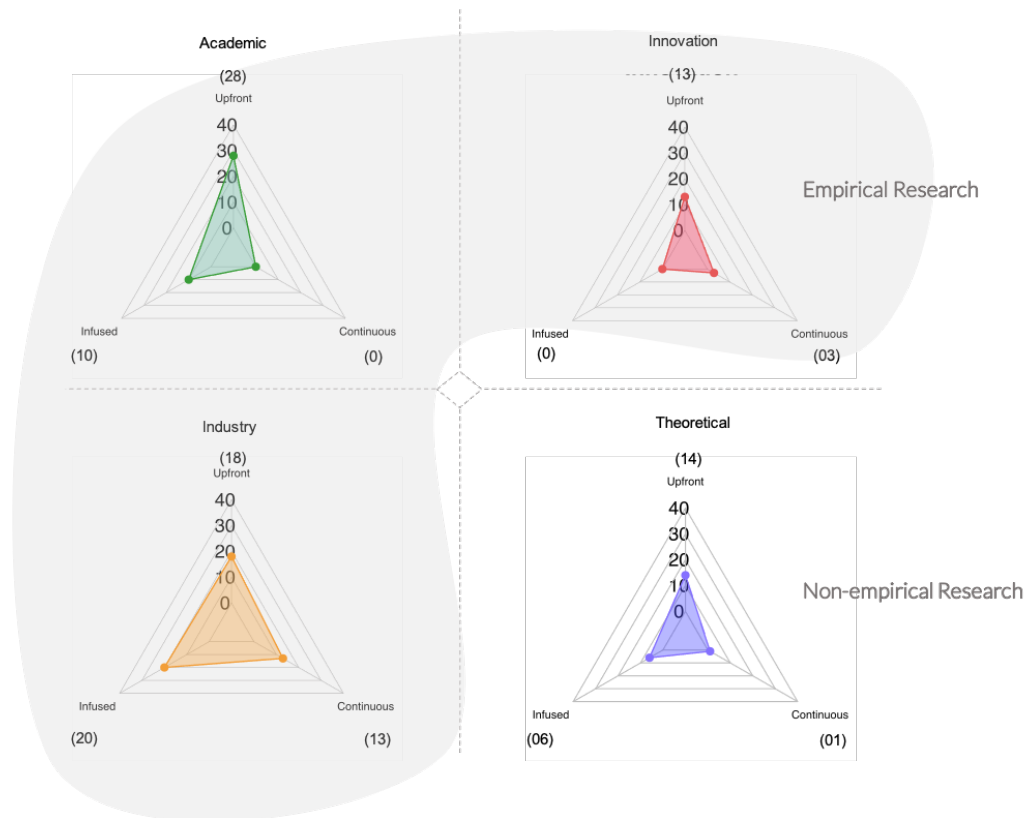 Academic
(28)
Upfront
40
30
20
10
0
Infused
Continuous
(10)
(0)
Innovation
(13)
Upfront
40
30
20
10
0
Infused
Continuous
(0)
(03)
Empirical Research
Industry
(18)
Upfront
40
30
20
10
0
Infused
Continuous
(20)
(13)
Theoretical
(14)
Upfront
40
30
20
10
0
Infused
Continuous
(06)
(01)
Non-empirical Research